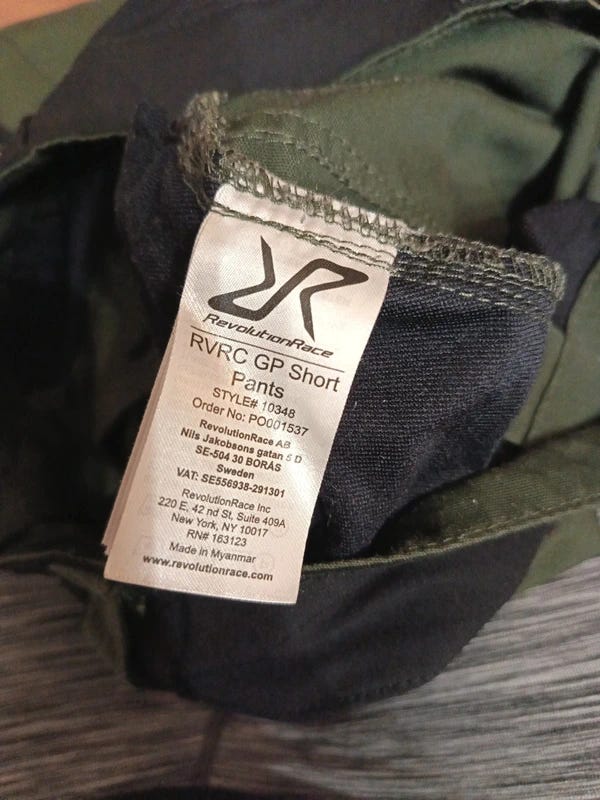 RevolutionRace
RVRC GP Short
Pants
STYLE# 10348
Order No: PO001537
RevolutionRace AB
Nils Jakobsons gatan 5 D
SE-504 30 BORÅS
Sweden
VAT: SE556938-291301
RevolutionRace Inc
220 E, 42 nd St, Suite 409A
New York, NY 10017
RN# 163123
Made in Myanmar
www.revolutionrace.com